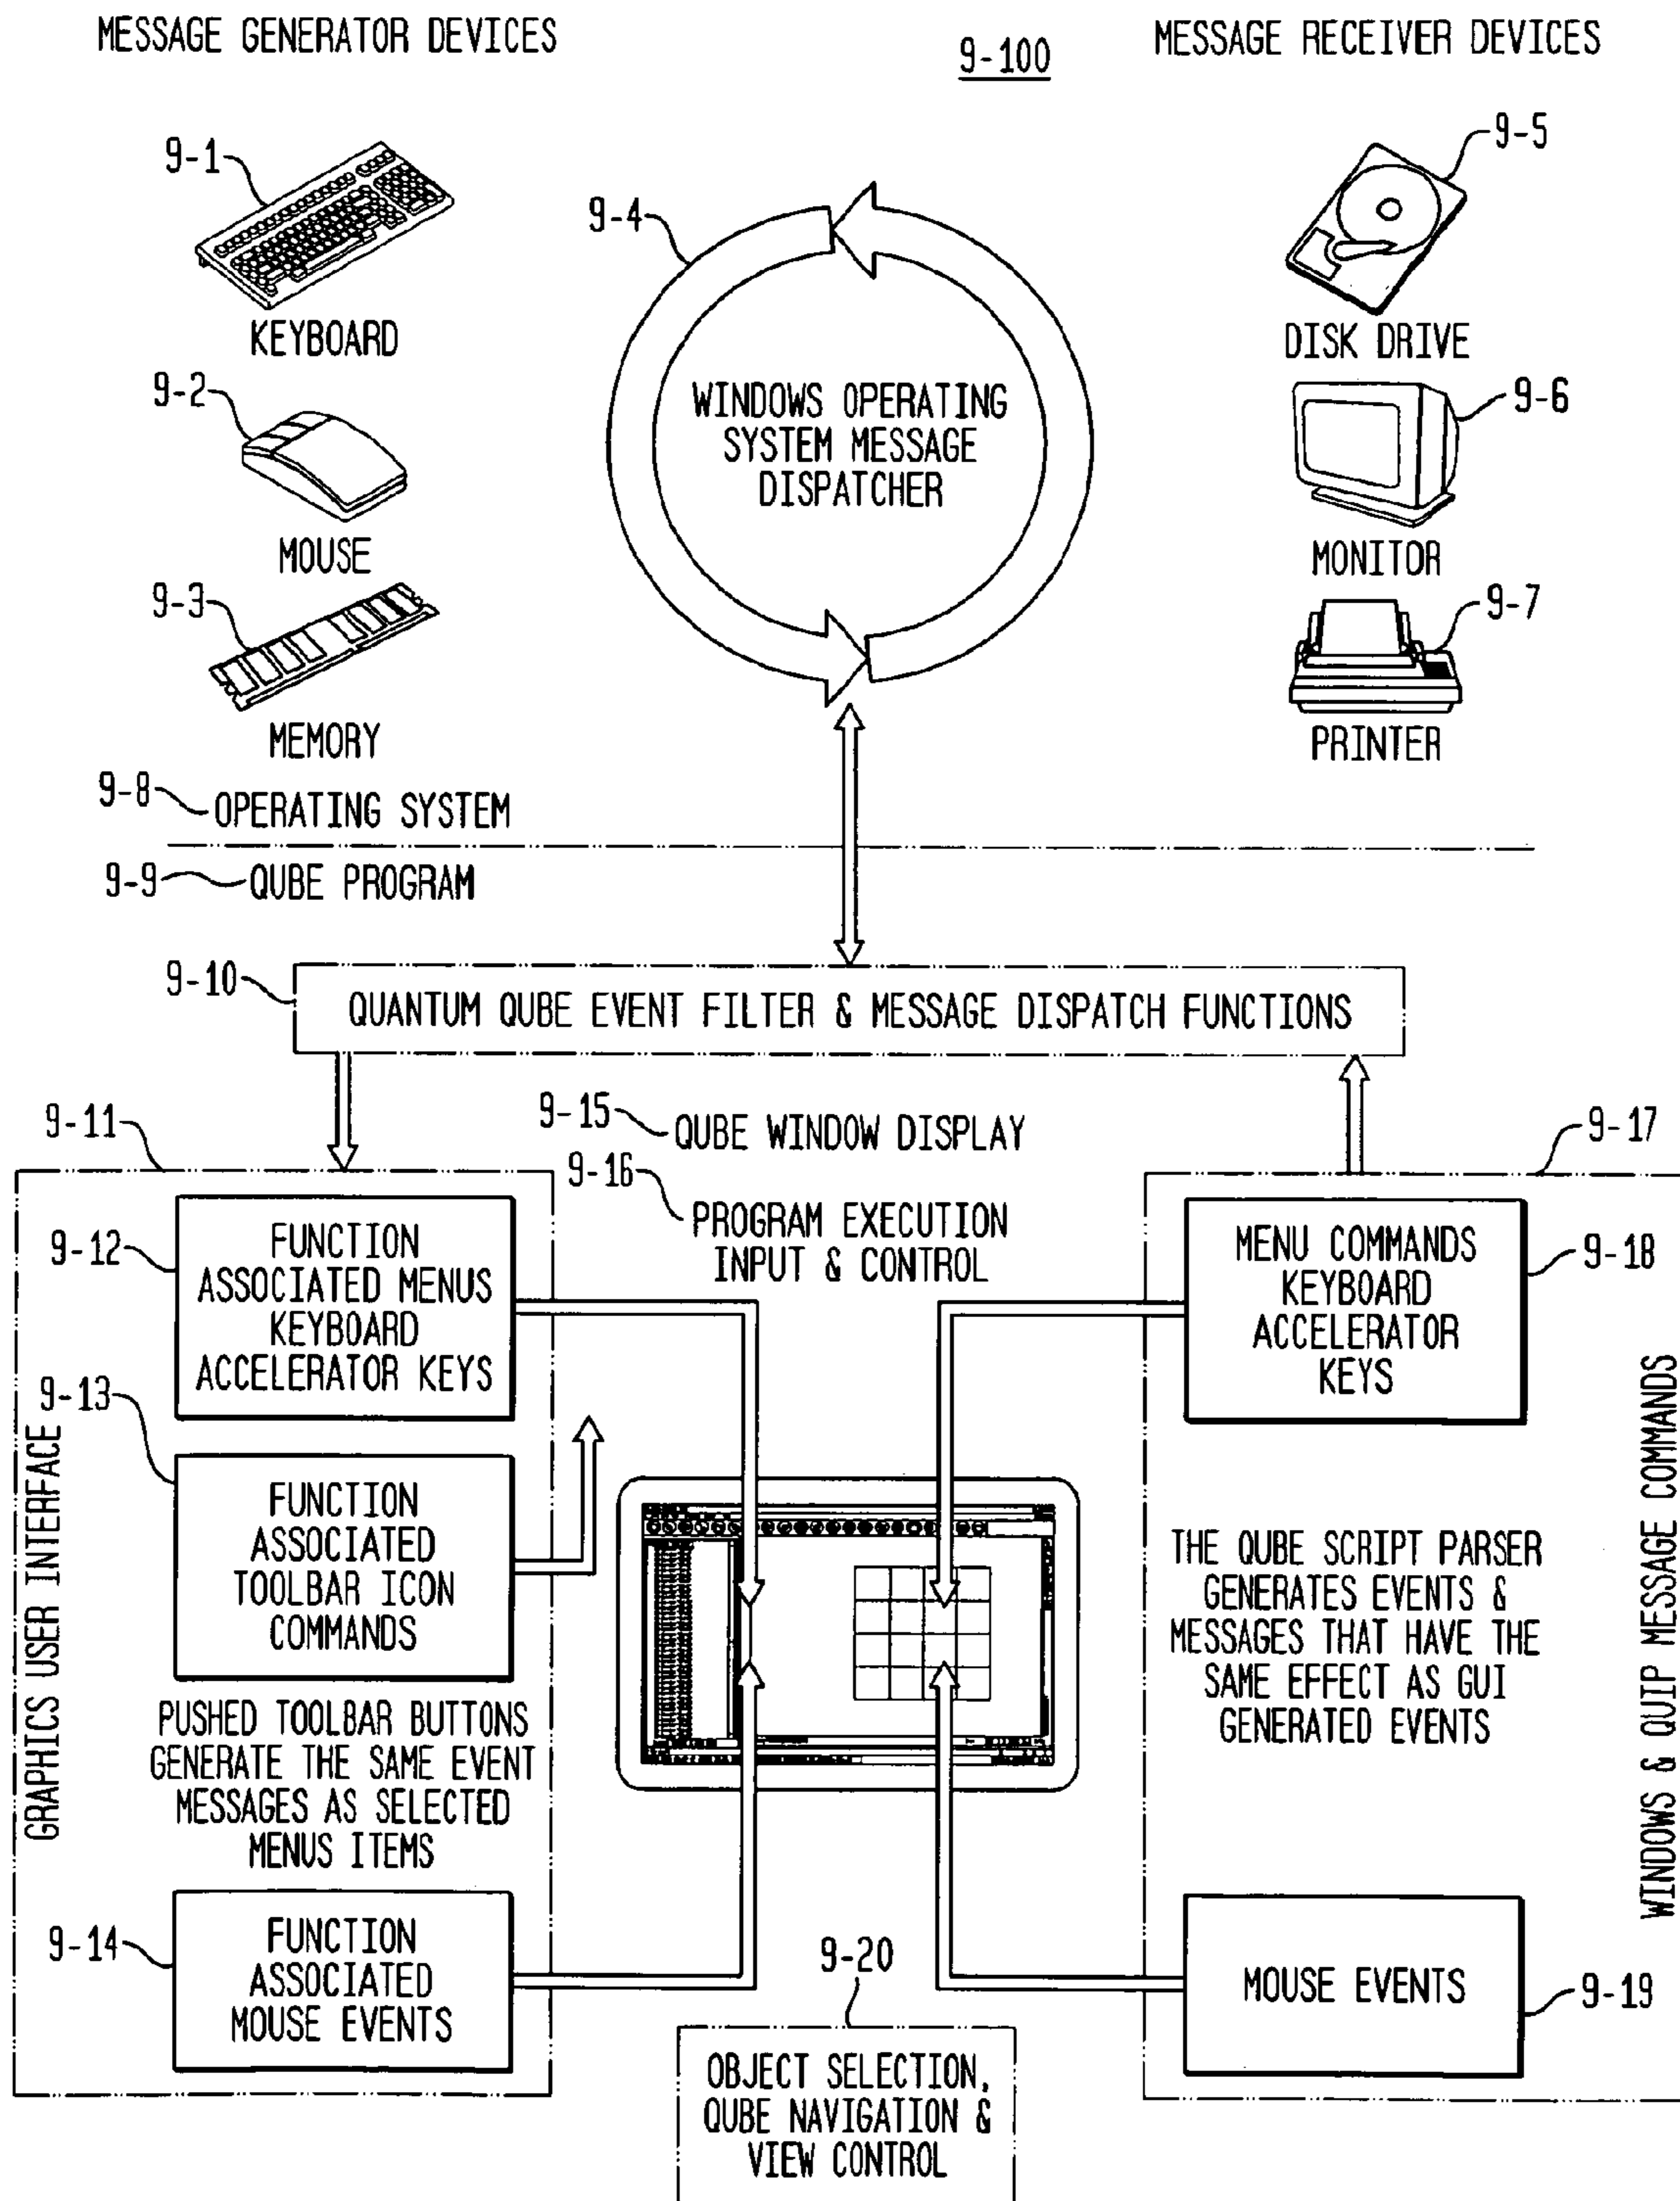 MESSAGE GENERATOR DEVICES
9-100
MESSAGE RECEIVER DEVICES
9-1
KEYBOARD
9-2
MOUSE
9-3
MEMORY
9-4
WINDOWS OPERATING
SYSTEM MESSAGE
DISPATCHER
9-5
DISK DRIVE
9-6
MONITOR
9-7
PRINTER
9-8
OPERATING SYSTEM
9-9
QUBE PROGRAM
9-10
QUANTUM QUBE EVENT FILTER & MESSAGE DISPATCH FUNCTIONS
9-11
GRAPHICS USER INTERFACE
9-12
FUNCTION
ASSOCIATED MENUS
KEYBOARD
ACCELERATOR KEYS
9-13
FUNCTION
ASSOCIATED
TOOLBAR ICON
COMMANDS
PUSHED TOOLBAR BUTTONS
GENERATE THE SAME EVENT
MESSAGES AS SELECTED
MENUS ITEMS
9-14
FUNCTION
ASSOCIATED
MOUSE EVENTS
9-15
QUBE WINDOW DISPLAY
9-16
PROGRAM EXECUTION
INPUT & CONTROL
9-17
WINDOWS & QUIP MESSAGE COMMANDS
9-18
MENU COMMANDS
KEYBOARD
ACCELERATOR
KEYS
THE QUBE SCRIPT PARSER
GENERATES EVENTS &
MESSAGES THAT HAVE THE
SAME EFFECT AS GUI
GENERATED EVENTS
MOUSE EVENTS
9-19
9-20
OBJECT SELECTION,
QUBE NAVIGATION &
VIEW CONTROL